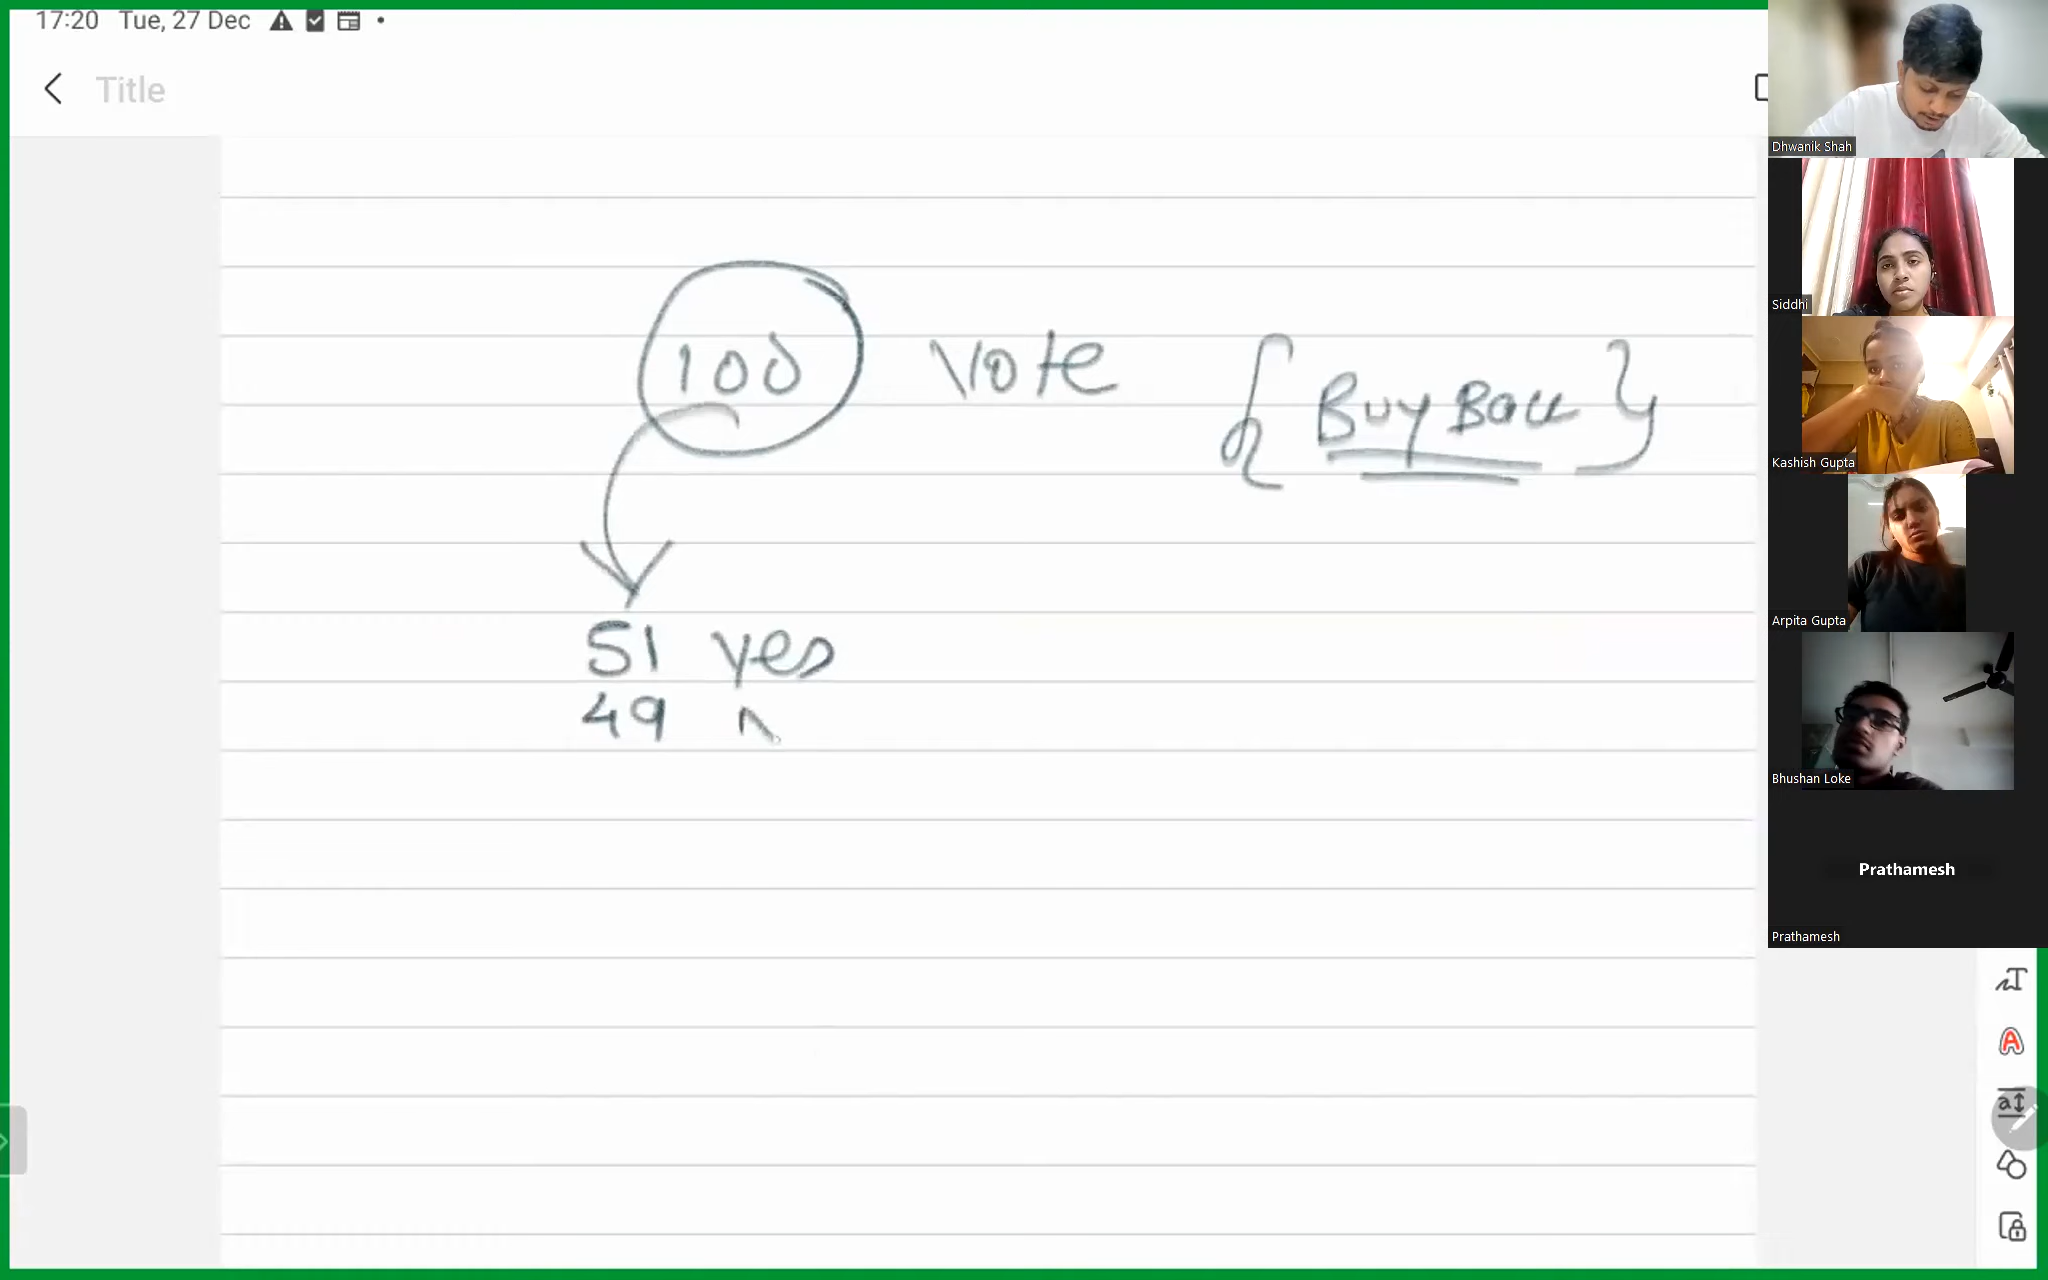 17:20 Tue, 27 Dec
Title
100 Vote { Buy Back }
51 yes
49 N
Dhwanik Shah
Siddhi
Kashish Gupta
Arpita Gupta
Bhushan Loke
Prathamesh
Prathamesh